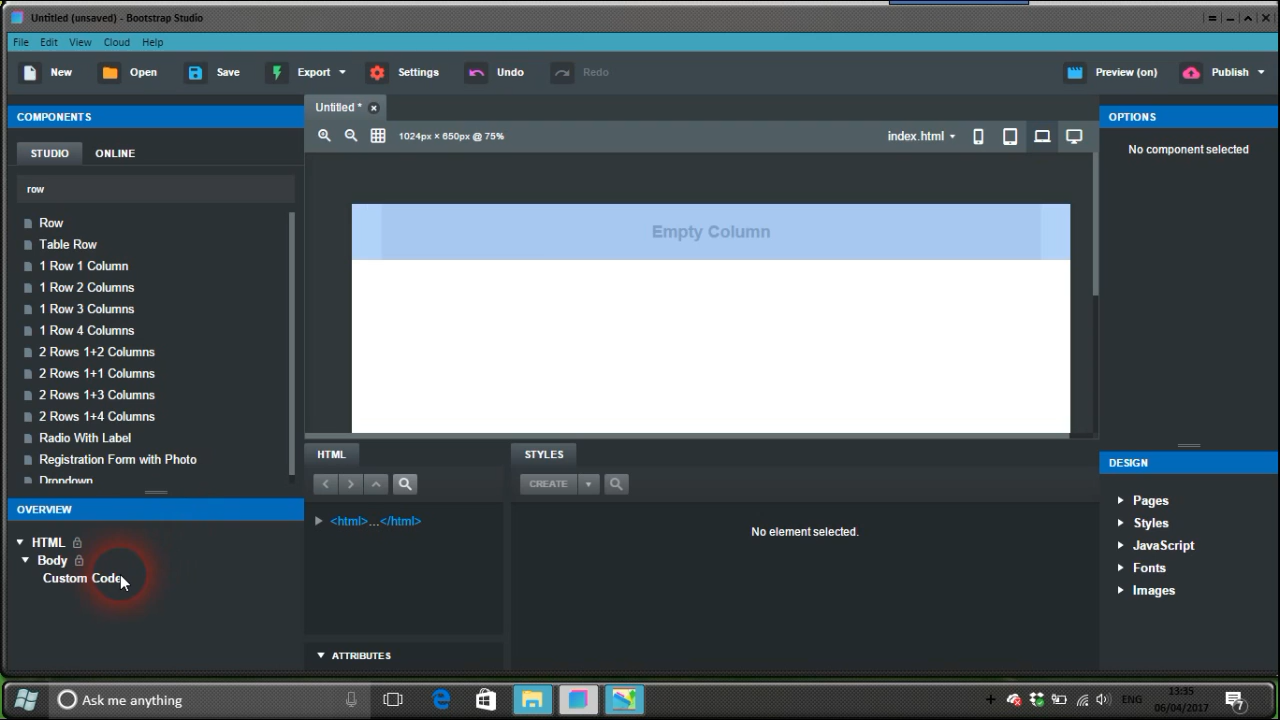 Untitled (unsaved) - Bootstrap Studio
File Edit View Cloud Help
New Open Save Export Settings Undo Redo Preview (on) Publish
COMPONENTS
Untitled *
OPTIONS
STUDIO ONLINE
1024px × 650px @ 75%
index.html
No component selected
row
Row
Table Row
1 Row 1 Column
1 Row 2 Columns
1 Row 3 Columns
1 Row 4 Columns
2 Rows 1+2 Columns
2 Rows 1+1 Columns
2 Rows 1+3 Columns
2 Rows 1+4 Columns
Radio With Label
Registration Form with Photo
Dropdown
Empty Column
HTML
STYLES
DESIGN
CREATE
OVERVIEW
Pages
Styles
JavaScript
Fonts
Images
<html>...</html>
No element selected.
HTML
Body
Custom Code
ATTRIBUTES
Ask me anything
ENG
13:35
06/04/2017
7